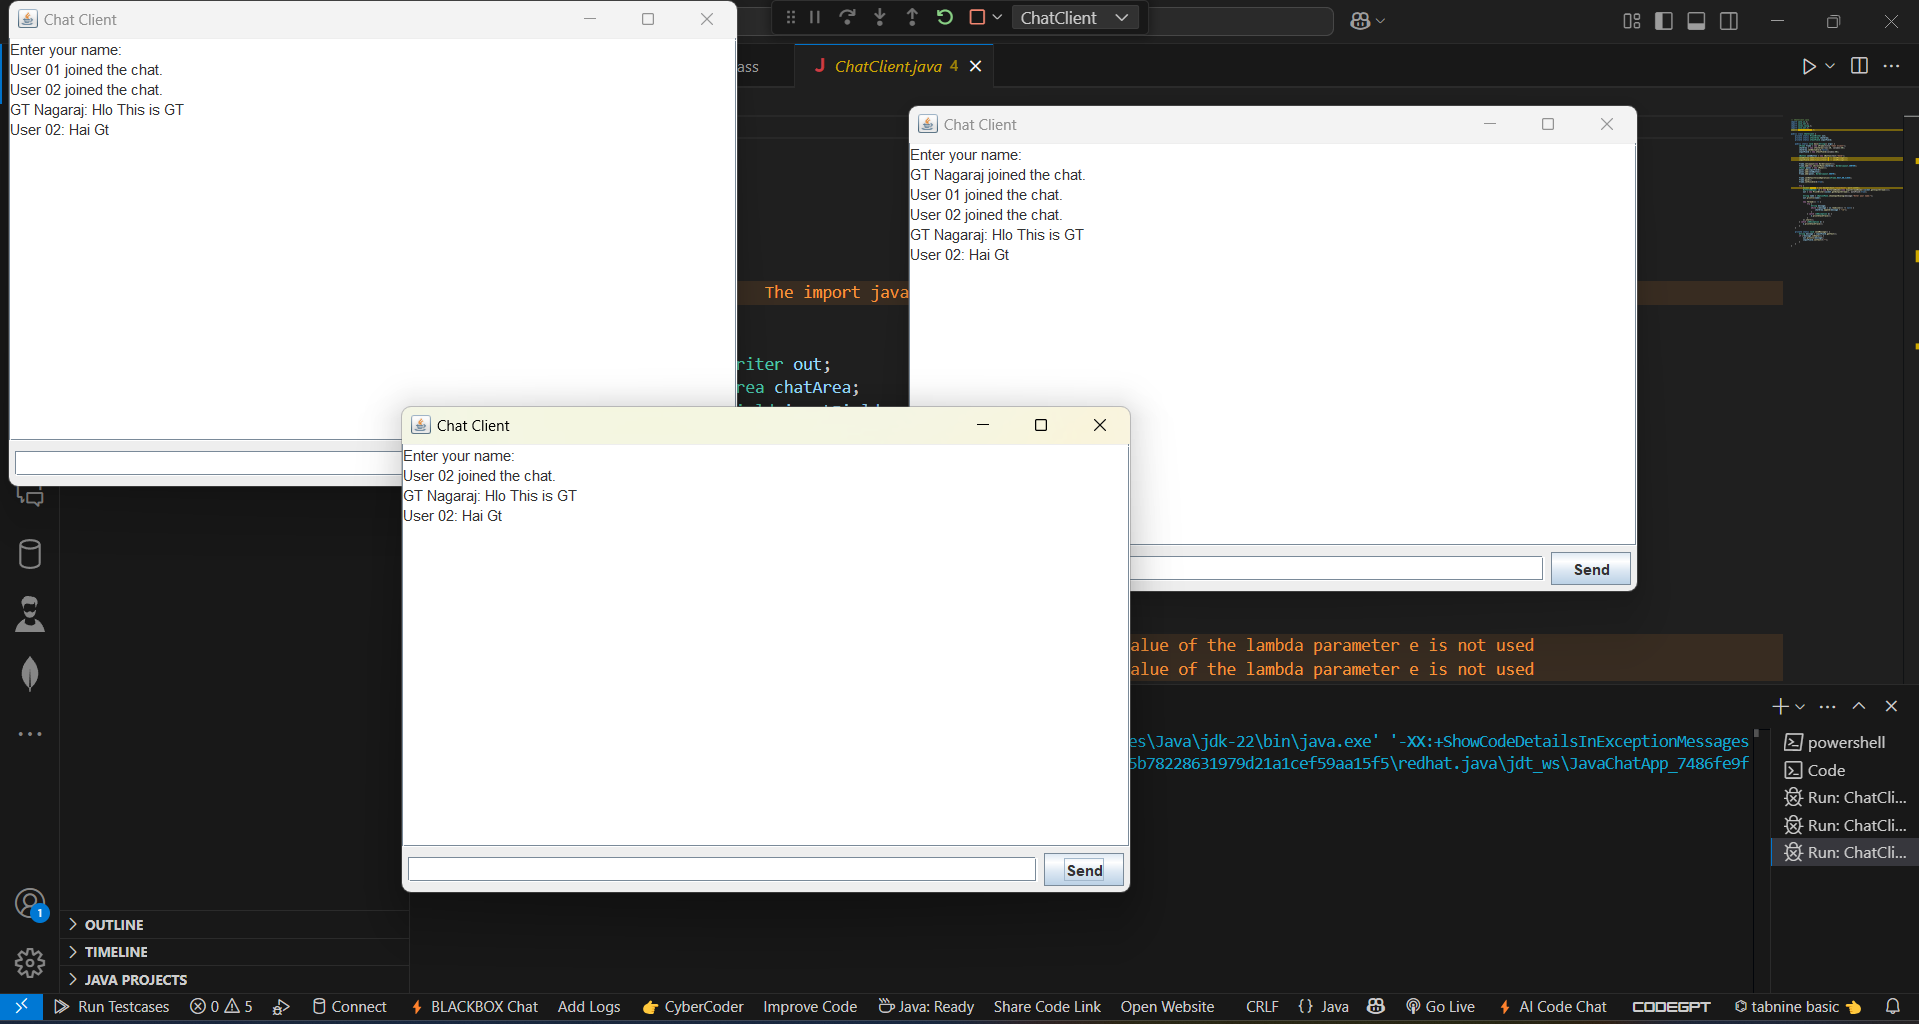 Chat Client
Enter your name:
User 01 joined the chat.
User 02 joined the chat.
GT Nagaraj: Hlo This is GT
User 02: Hai Gt
ChatClient
ass
J ChatClient.java 4
Chat Client
Enter your name:
GT Nagaraj joined the chat.
User 01 joined the chat.
User 02 joined the chat.
GT Nagaraj: Hlo This is GT
User 02: Hai Gt
Send
The import java
riter out;
rea chatArea;
Chat Client
Enter your name:
User 02 joined the chat.
GT Nagaraj: Hlo This is GT
User 02: Hai Gt
Send
alue of the lambda parameter e is not used
alue of the lambda parameter e is not used
es\Java\jdk-22\bin\java.exe' '-XX:+ShowCodeDetailsInExceptionMessages
5b78228631979d21a1cef59aa15f5\redhat.java\jdt_ws\JavaChatApp_7486fe9f
powershell
Code
Run: ChatCli...
Run: ChatCli...
Run: ChatCli...
1
OUTLINE
TIMELINE
JAVA PROJECTS
Run Testcases 0 5 Connect BLACKBOX Chat Add Logs CyberCoder Improve Code Java: Ready Share Code Link Open Website CRLF {} Java Go Live AI Code Chat CODEGPT tabnine basic